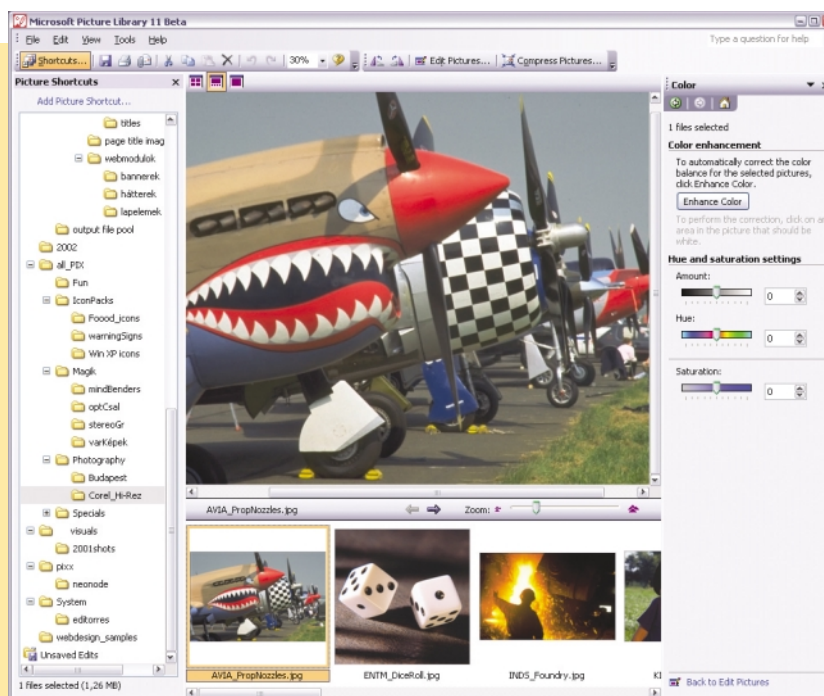 Microsoft Picture Library 11 Beta
File Edit View Tools Help
Type a question for help
Shortcuts... 30% Edit Pictures... Compress Pictures...
Picture Shortcuts
Add Picture Shortcut...
titles
page title imag
webmodulok
bannerek
hátterek
lapelemek
output file pool
2002
all_PIX
Fun
IconPacks
Foood_icons
warningSigns
Win XP icons
Magik
mindBenders
optCsal
stereoGr
varKépek
Photography
Budapest
Corel_Hi-Rez
Specials
visuals
2001shots
pixx
neonode
System
editorres
webdesign_samples
Unsaved Edits
1 files selected (1,26 MB)
AVIA_PropNozzles.jpg Zoom:
AVIA_PropNozzles.jpg
ENTM_DiceRoll.jpg
INDS_Foundry.jpg
Color
1 files selected
Color enhancement
To automatically correct the color
balance for the selected pictures,
click Enhance Color.
Enhance Color
To perform the correction, click on an
area in the picture that should be
white.
Hue and saturation settings
Amount:
0
Hue:
0
Saturation:
0
Back to Edit Pictures